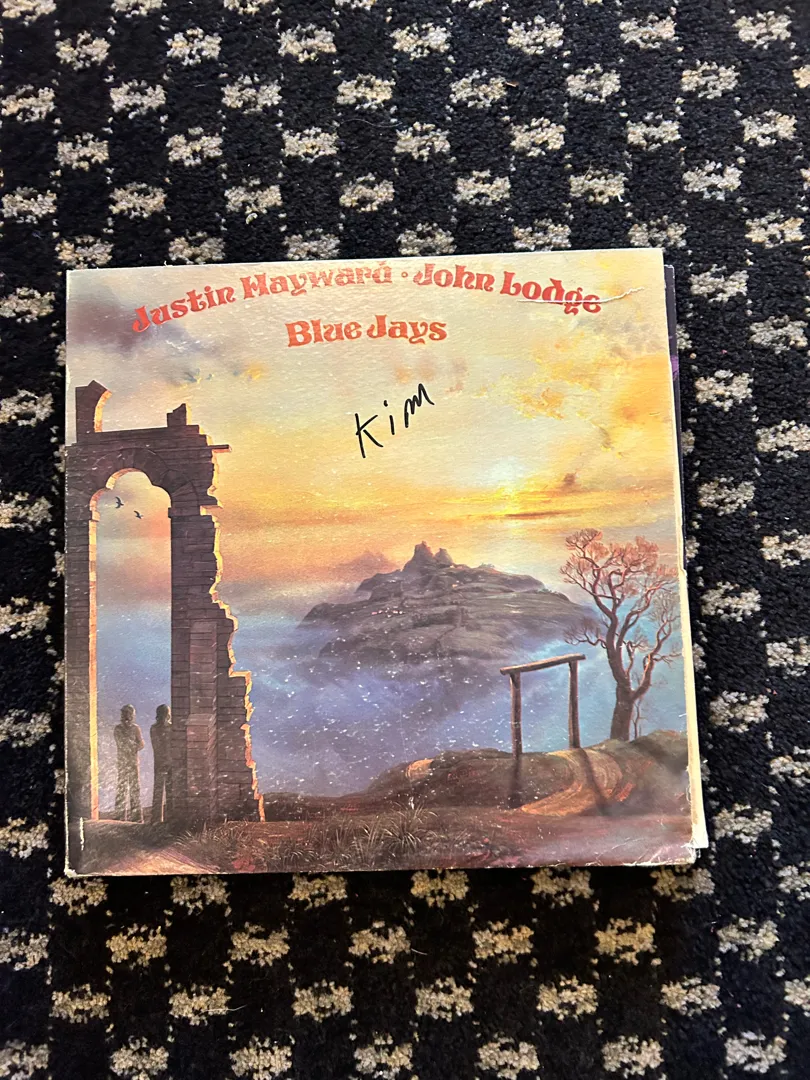 Justin Hayward · John Lodge
Blue Jays
Kim